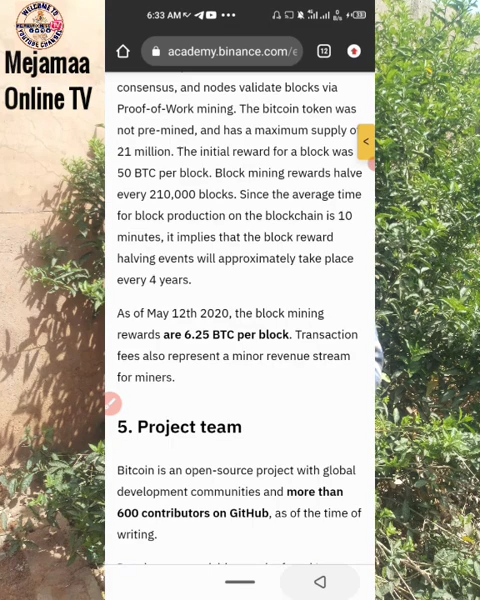 WELCOME TO
YOUTUBE CHANNEL
Mejamaa
Online TV
6:33 AM
academy.binance.com/e
12
consensus, and nodes validate blocks via
Proof-of-Work mining. The bitcoin token was
not pre-mined, and has a maximum supply o
21 million. The initial reward for a block was
50 BTC per block. Block mining rewards halve
every 210,000 blocks. Since the average time
for block production on the blockchain is 10
minutes, it implies that the block reward
halving events will approximately take place
every 4 years.
As of May 12th 2020, the block mining
rewards are 6.25 BTC per block. Transaction
fees also represent a minor revenue stream
for miners.
5. Project team
Bitcoin is an open-source project with global
development communities and more than
600 contributors on GitHub, as of the time of
writing.